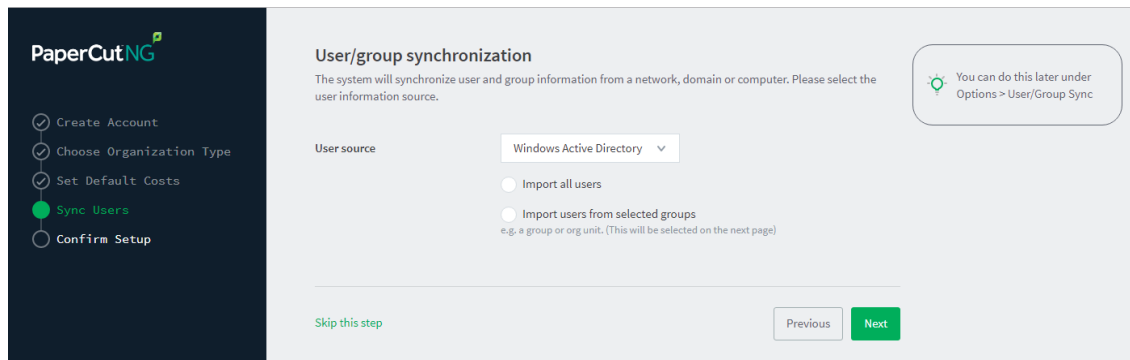 PaperCut NG
Create Account
Choose Organization Type
Set Default Costs
Sync Users
Confirm Setup
User/group synchronization
The system will synchronize user and group information from a network, domain or computer. Please select the
user information source.
User source
Windows Active Directory
Import all users
Import users from selected groups
e.g. a group or org unit. (This will be selected on the next page)
Skip this step
Previous
Next
You can do this later under
Options > User/Group Sync